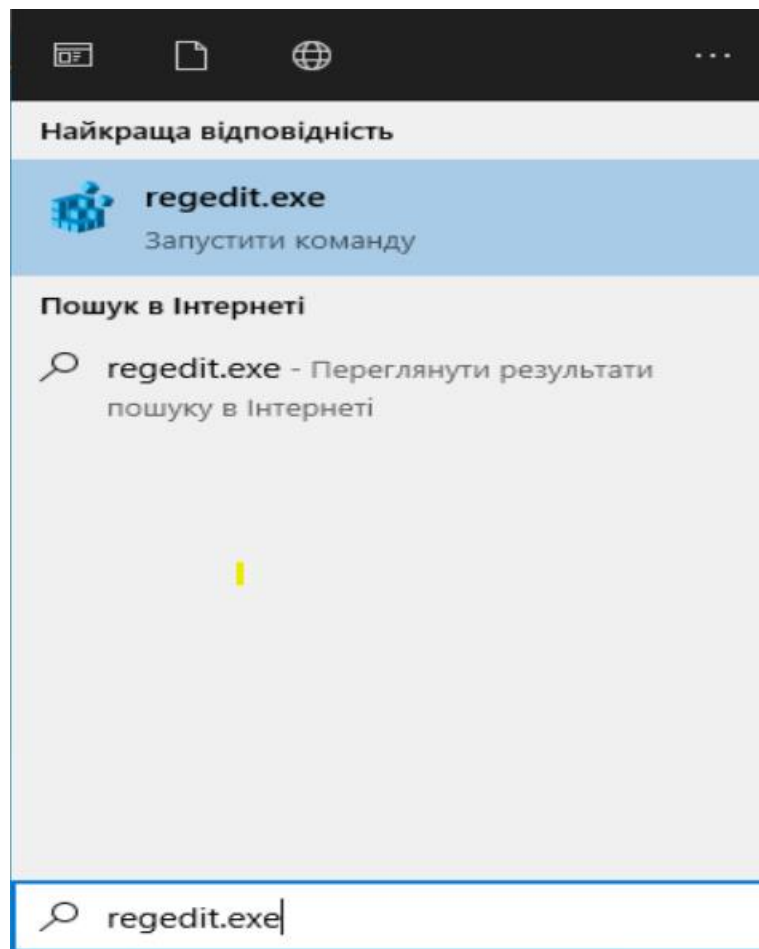 Найкраща відповідність
regedit.exe
Запустити команду
Пошук в Інтернеті
regedit.exe - Переглянути результати
пошуку в Інтернеті
regedit.exe